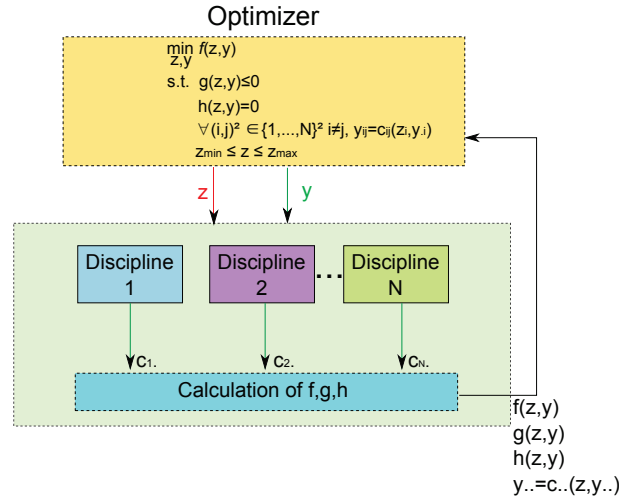 Optimizer
min f(z,y)
z,y
s.t. g(z,y)≤0
h(z,y)=0
∀(i,j)² ∈{1,...,N}² i≠j, yij=cij(zi,y.i)
zmin ≤ z ≤ zmax
z y
Discipline 1
Discipline 2
...
Discipline N
c1. c2. cN.
Calculation of f,g,h
f(z,y)
g(z,y)
h(z,y)
y..=c..(z,y..)